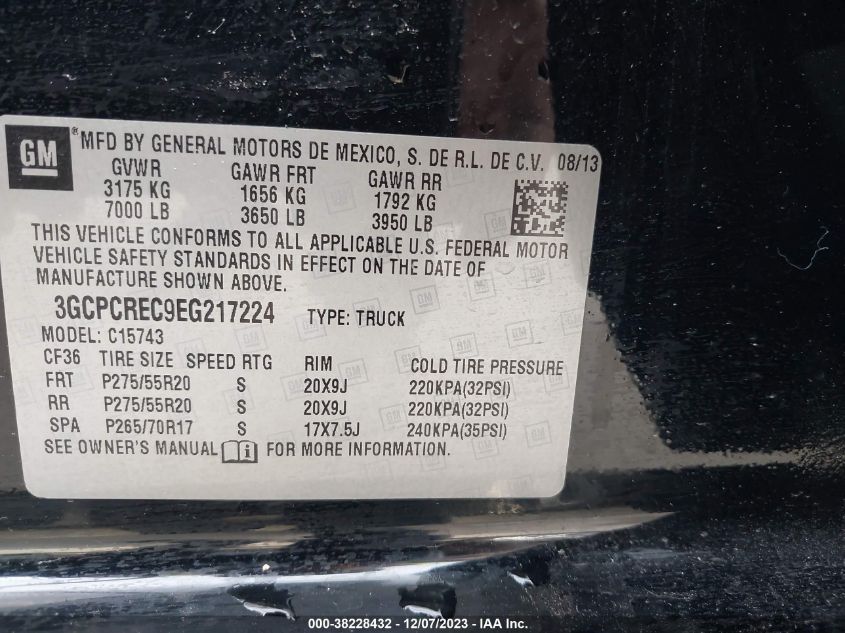 GM ® MFD BY GENERAL MOTORS DE MEXICO, S. DE R.L. DE C.V. 08/13
GVWR GAWR FRT GAWR RR
3175 KG 1656 KG 1792 KG
7000 LB 3650 LB 3950 LB
THIS VEHICLE CONFORMS TO ALL APPLICABLE U.S. FEDERAL MOTOR
VEHICLE SAFETY STANDARDS IN EFFECT ON THE DATE OF
MANUFACTURE SHOWN ABOVE.
3GCPCREC9EG217224 TYPE: TRUCK
MODEL: C15743
CF36 TIRE SIZE SPEED RTG RIM COLD TIRE PRESSURE
FRT P275/55R20 S 20X9J 220KPA(32PSI)
RR P275/55R20 S 20X9J 220KPA(32PSI)
SPA P265/70R17 S 17X7.5J 240KPA(35PSI)
SEE OWNER'S MANUAL FOR MORE INFORMATION.
000-38228432 - 12/07/2023 - IAA Inc.